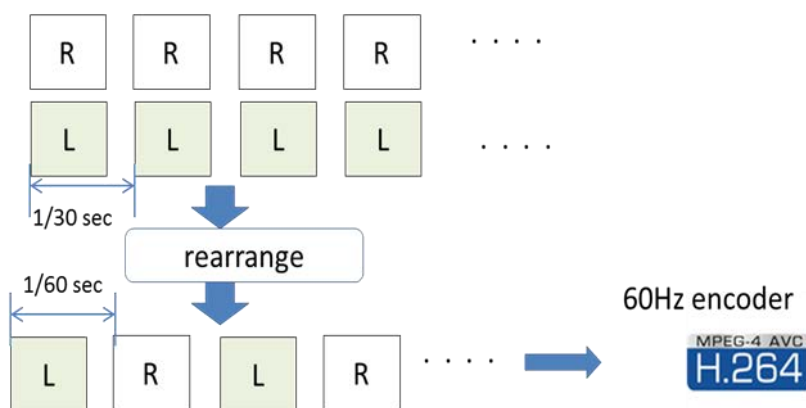 R R R R . . . .
L L L L . . . .
1/30 sec
rearrange
1/60 sec
60Hz encoder
L R L R . . . .
MPEG-4 AVC
H.264